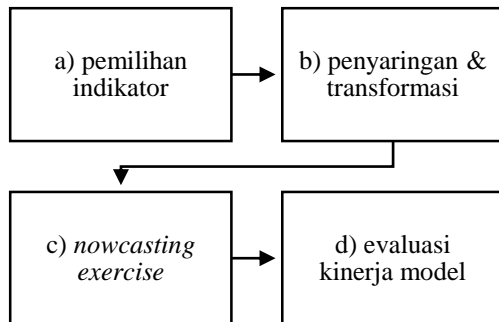 a) pemilihan
indikator
b) penyaringan &
transformasi
c) nowcasting
exercise
d) evaluasi
kinerja model